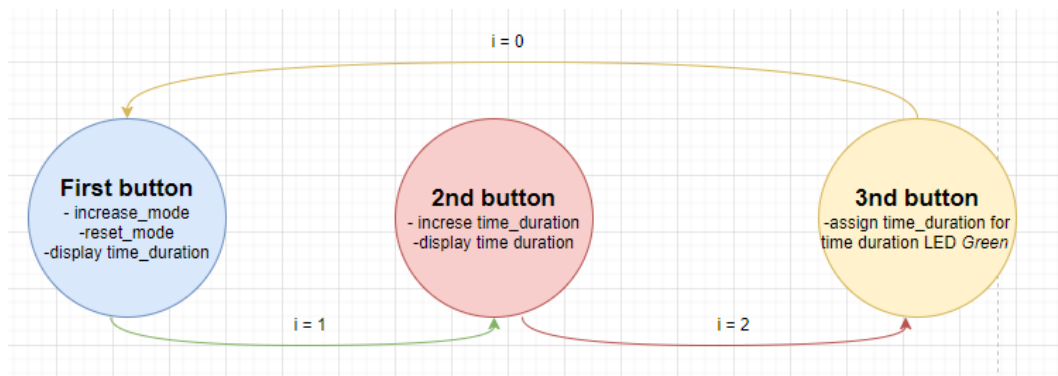 i = 0
First button
- increase_mode
-reset_mode
-display time_duration
2nd button
- increse time_duration
-display time duration
3nd button
-assign time_duration for
time duration LED Green
i = 1
i = 2